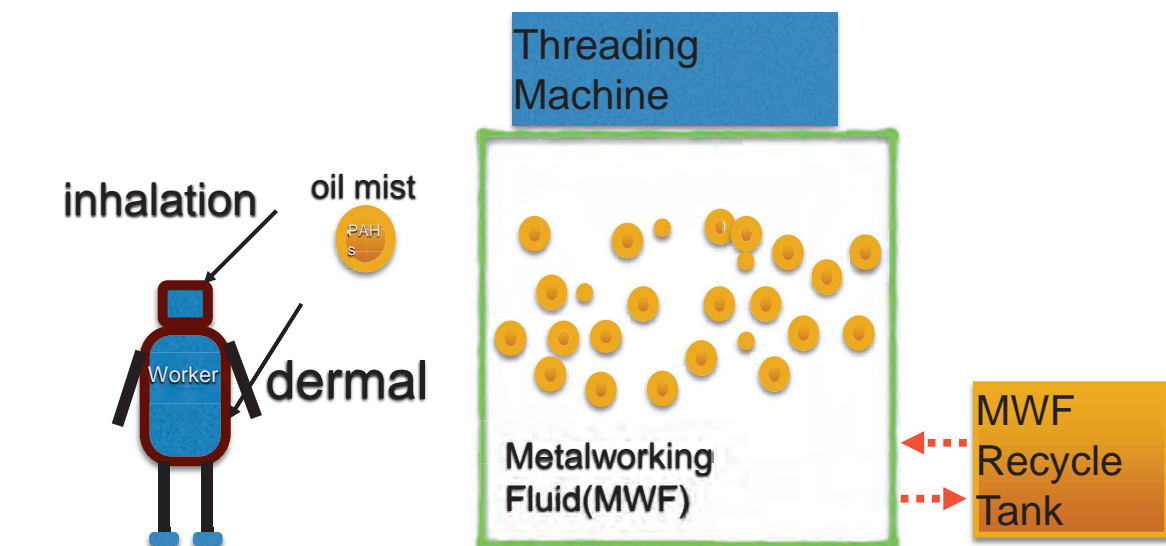 Threading
Machine
inhalation
oil mist
PAH
s
Worker
dermal
Metalworking
Fluid(MWF)
MWF
Recycle
Tank